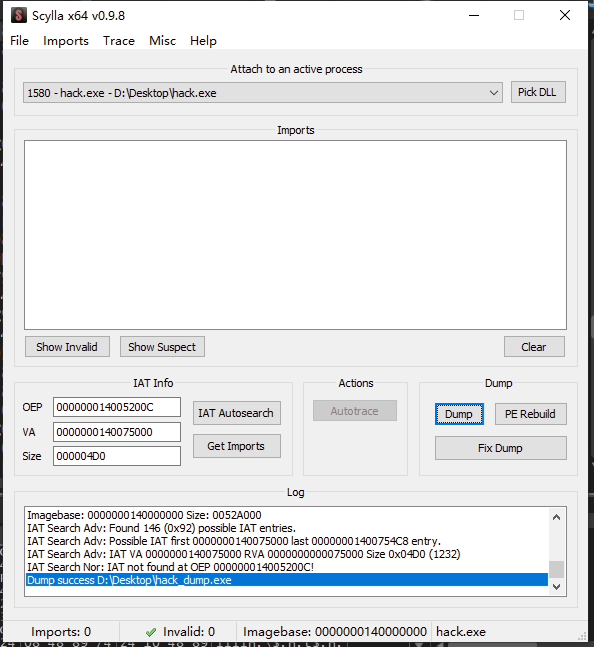 Scylla x64 v0.9.8
File Imports Trace Misc Help
Attach to an active process
1580 - hack.exe - D:\Desktop\hack.exe
Pick DLL
Imports
Show Invalid
Show Suspect
Clear
IAT Info
OEP 000000014005200C
VA 0000000140075000
Size 000004D0
IAT Autosearch
Get Imports
Actions
Autotrace
Dump
Dump
PE Rebuild
Fix Dump
Log
Imagebase: 0000000140000000 Size: 0052A000
IAT Search Adv: Found 146 (0x92) possible IAT entries.
IAT Search Adv: Possible IAT first 0000000140075000 last 00000001400754C8 entry.
IAT Search Adv: IAT VA 0000000140075000 RVA 0000000000075000 Size 0x04D0 (1232)
IAT Search Nor: IAT not found at OEP 000000014005200C!
Dump success D:\Desktop\hack_dump.exe
Imports: 0
Invalid: 0
Imagebase: 0000000140000000
hack.exe